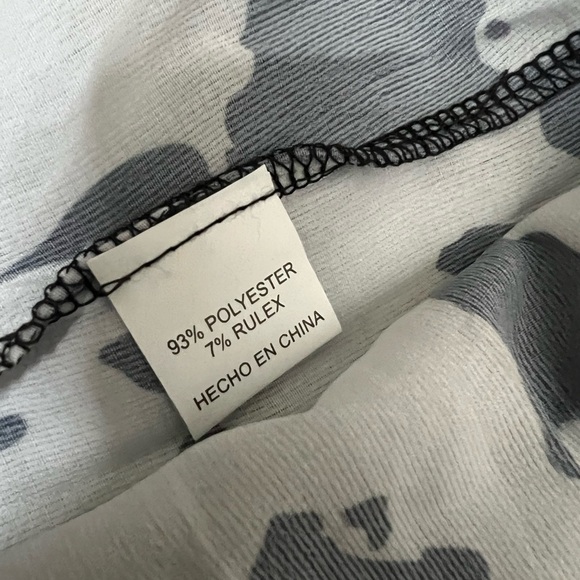 93% POLYESTER
7% RULEX
HECHO EN CHINA